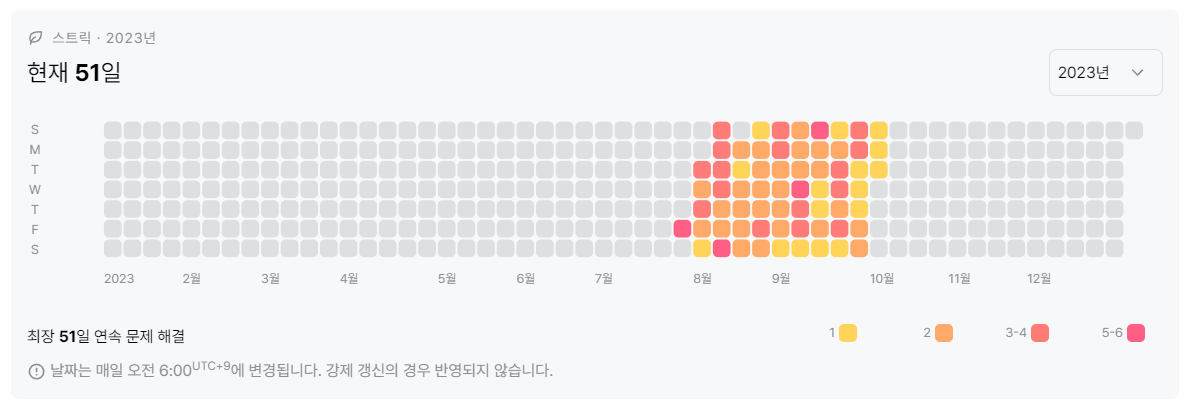 스트릭 · 2023년
현재 51일
2023년
S
M
T
W
T
F
S
2023 2월 3월 4월 5월 6월 7월 8월 9월 10월 11월 12월
최장 51일 연속 문제 해결
1 2 3-4 5-6
날짜는 매일 오전 6:00UTC+9에 변경됩니다. 강제 갱신의 경우 반영되지 않습니다.